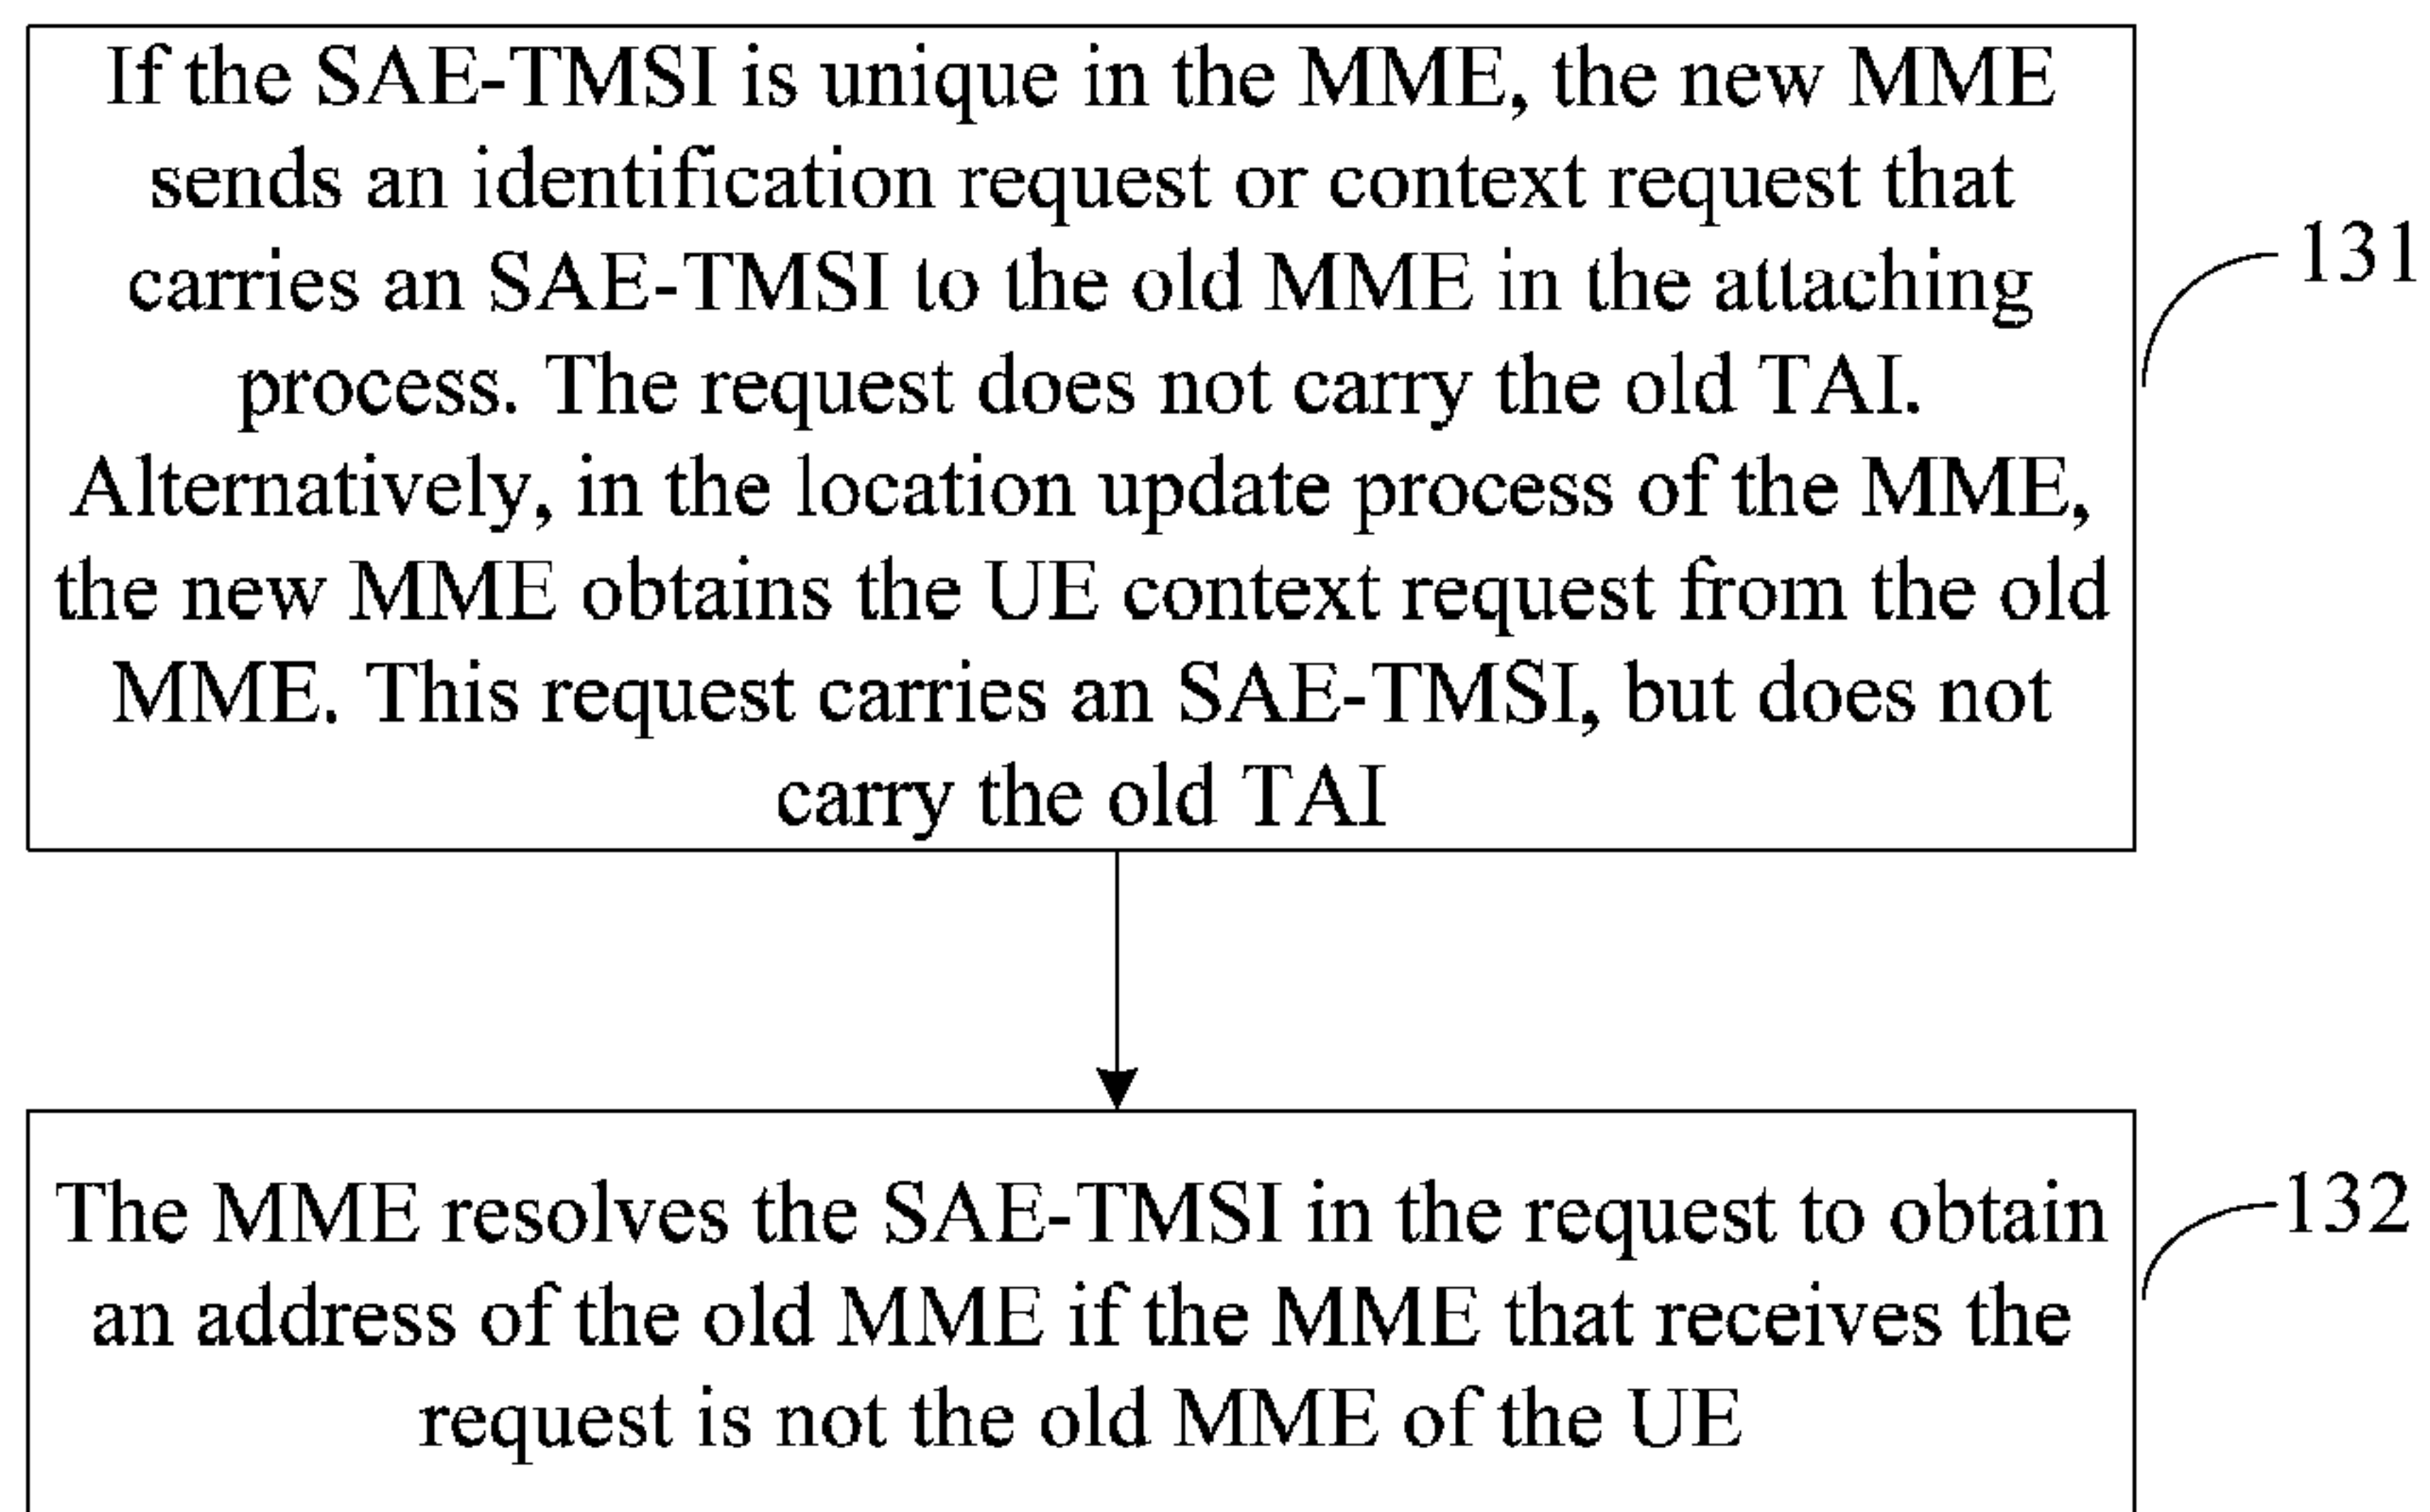 If the SAE-TMSI is unique in the MME, the new MME
sends an identification request or context request that
carries an SAE-TMSI to the old MME in the attaching
process. The request does not carry the old TAI.
Alternatively, in the location update process of the MME,
the new MME obtains the UE context request from the old
MME. This request carries an SAE-TMSI, but does not
carry the old TAI
131
The MME resolves the SAE-TMSI in the request to obtain
an address of the old MME if the MME that receives the
request is not the old MME of the UE
132